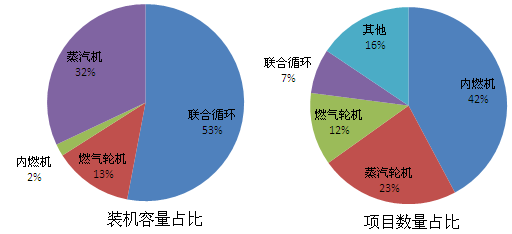 蒸汽机
32%
联合循环
53%
内燃机
2%
燃气轮机
13%
装机容量占比
其他
16%
联合循环
7%
内燃机
42%
燃气轮机
12%
蒸汽轮机
23%
项目数量占比